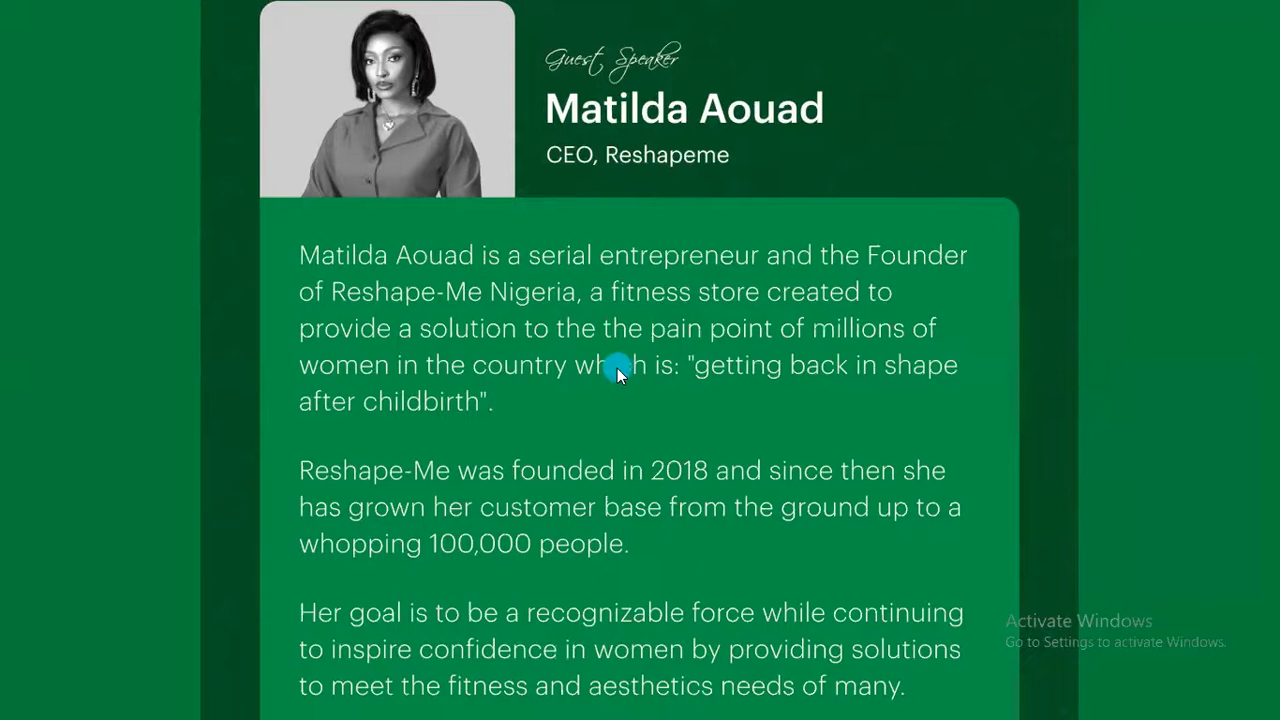 Guest Speaker
Matilda Aouad
CEO, Reshapeme
Matilda Aouad is a serial entrepreneur and the Founder
of Reshape-Me Nigeria, a fitness store created to
provide a solution to the the pain point of millions of
women in the country which is: "getting back in shape
after childbirth".
Reshape-Me was founded in 2018 and since then she
has grown her customer base from the ground up to a
whopping 100,000 people.
Her goal is to be a recognizable force while continuing
to inspire confidence in women by providing solutions
to meet the fitness and aesthetics needs of many.
Activate Windows
Go to Settings to activate Windows.